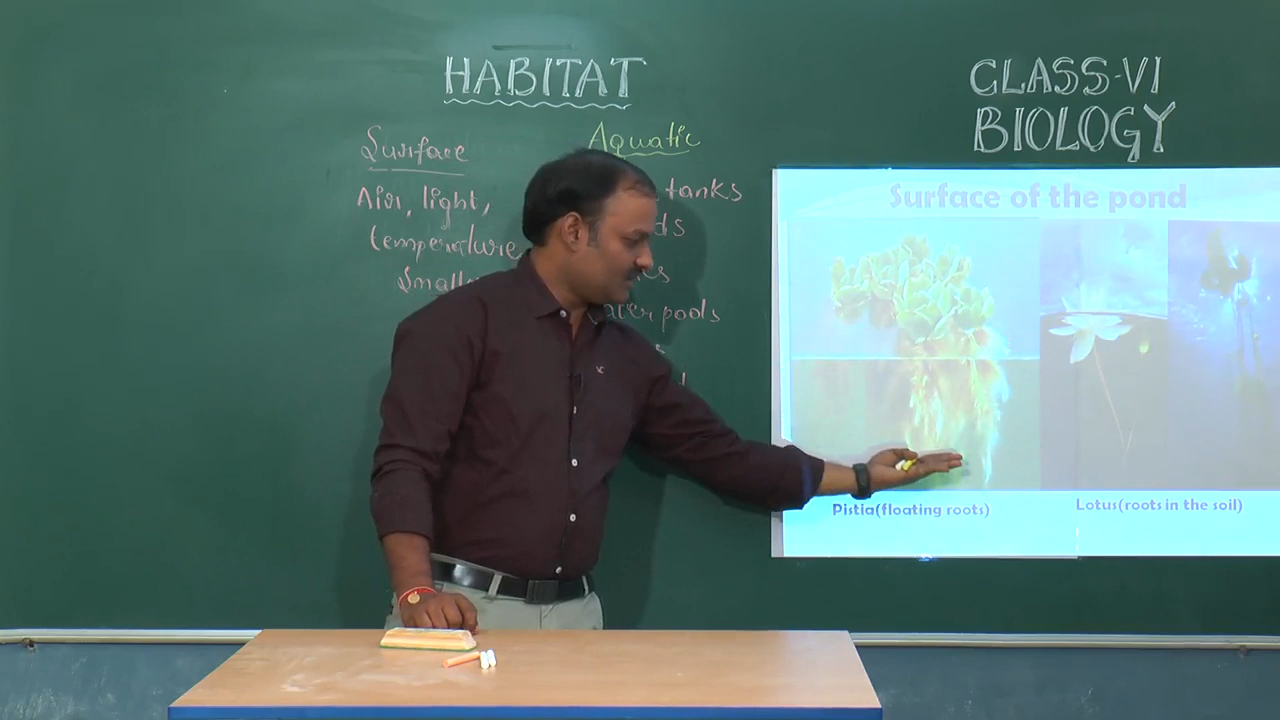 HABITAT
CLASS-VI
BIOLOGY
Surface
Air, light,
temperature
Aquatic
tanks
pools
Surface of the pond
Pistia(floating roots)
Lotus(roots in the soil)